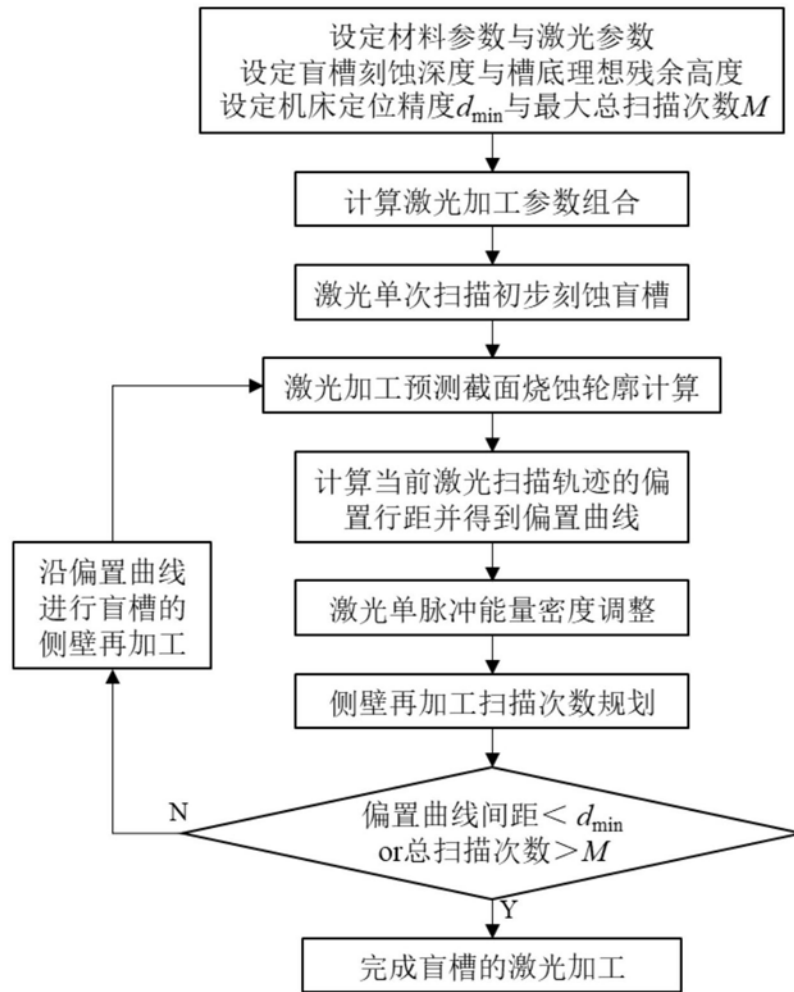 设定材料参数与激光参数
设定盲槽刻蚀深度与槽底理想残余高度
设定机床定位精度dmin与最大总扫描次数M
计算激光加工参数组合
激光单次扫描初步刻蚀盲槽
激光加工预测截面烧蚀轮廓计算
计算当前激光扫描轨迹的偏
置行距并得到偏置曲线
沿偏置曲线
进行盲槽的
侧壁再加工
激光单脉冲能量密度调整
侧壁再加工扫描次数规划
N
偏置曲线间距＜dmin
or总扫描次数＞M
Y
完成盲槽的激光加工